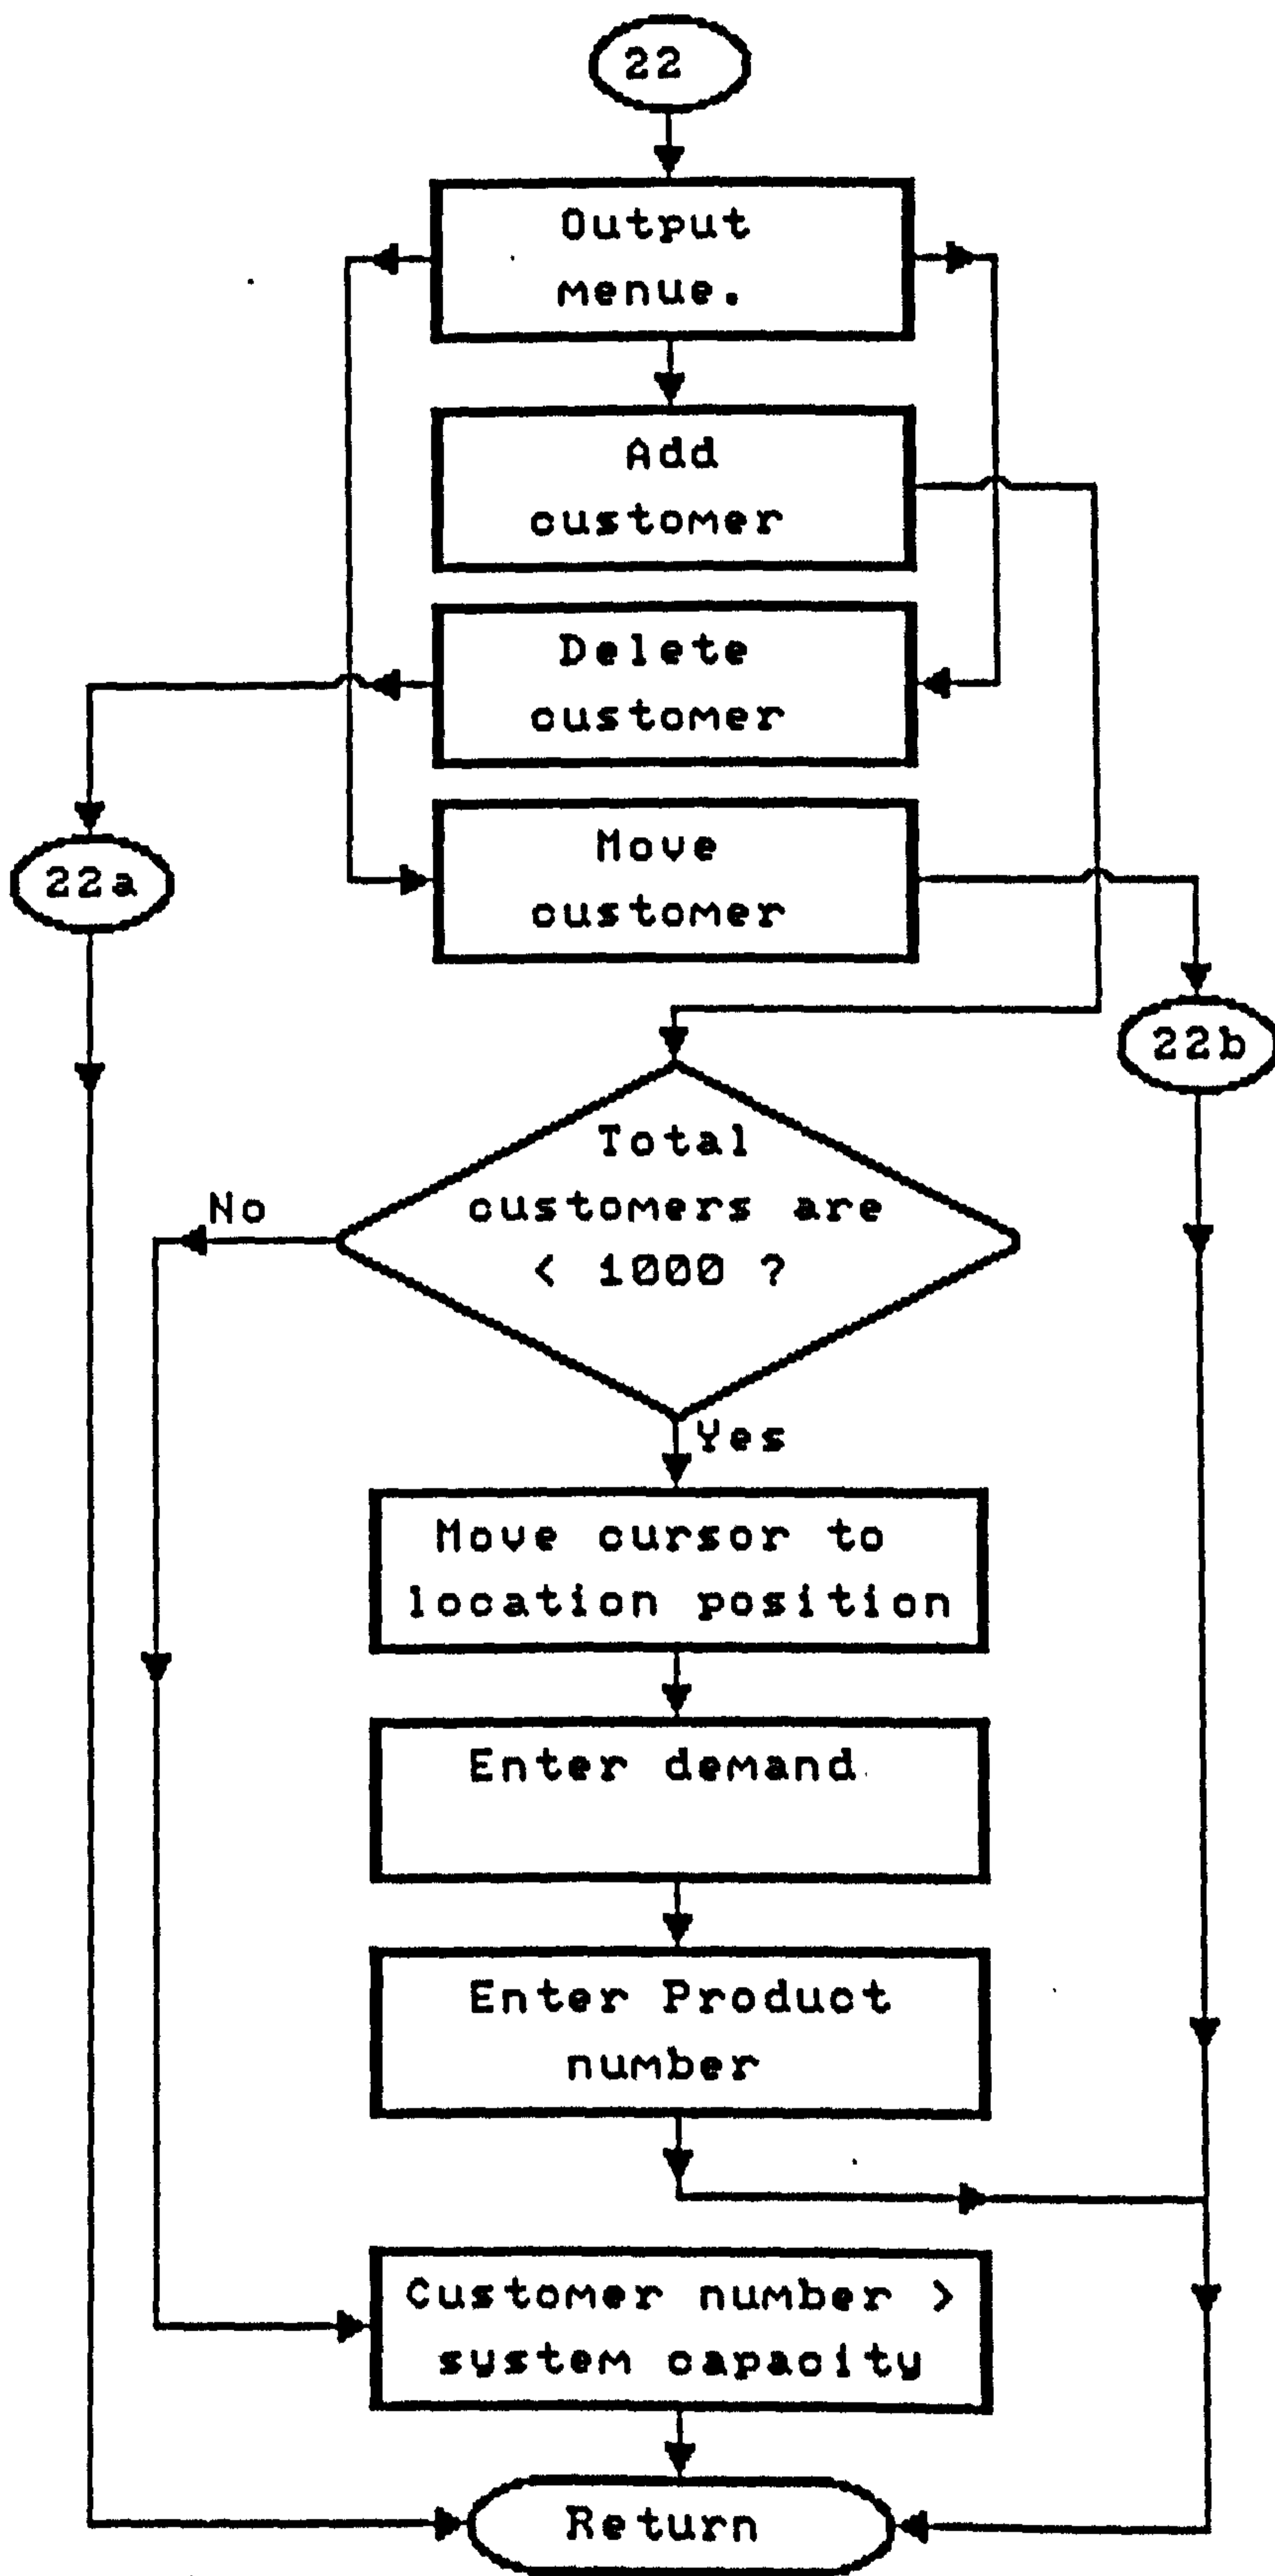 22
Output
menue.
Add
customer
Delete
customer
22a
Move
customer
22b
Total
customers are
< 1000 ?
No
Yes
Move cursor to
location position
Enter demand
Enter Product
number
Customer number >
system capacity
Return